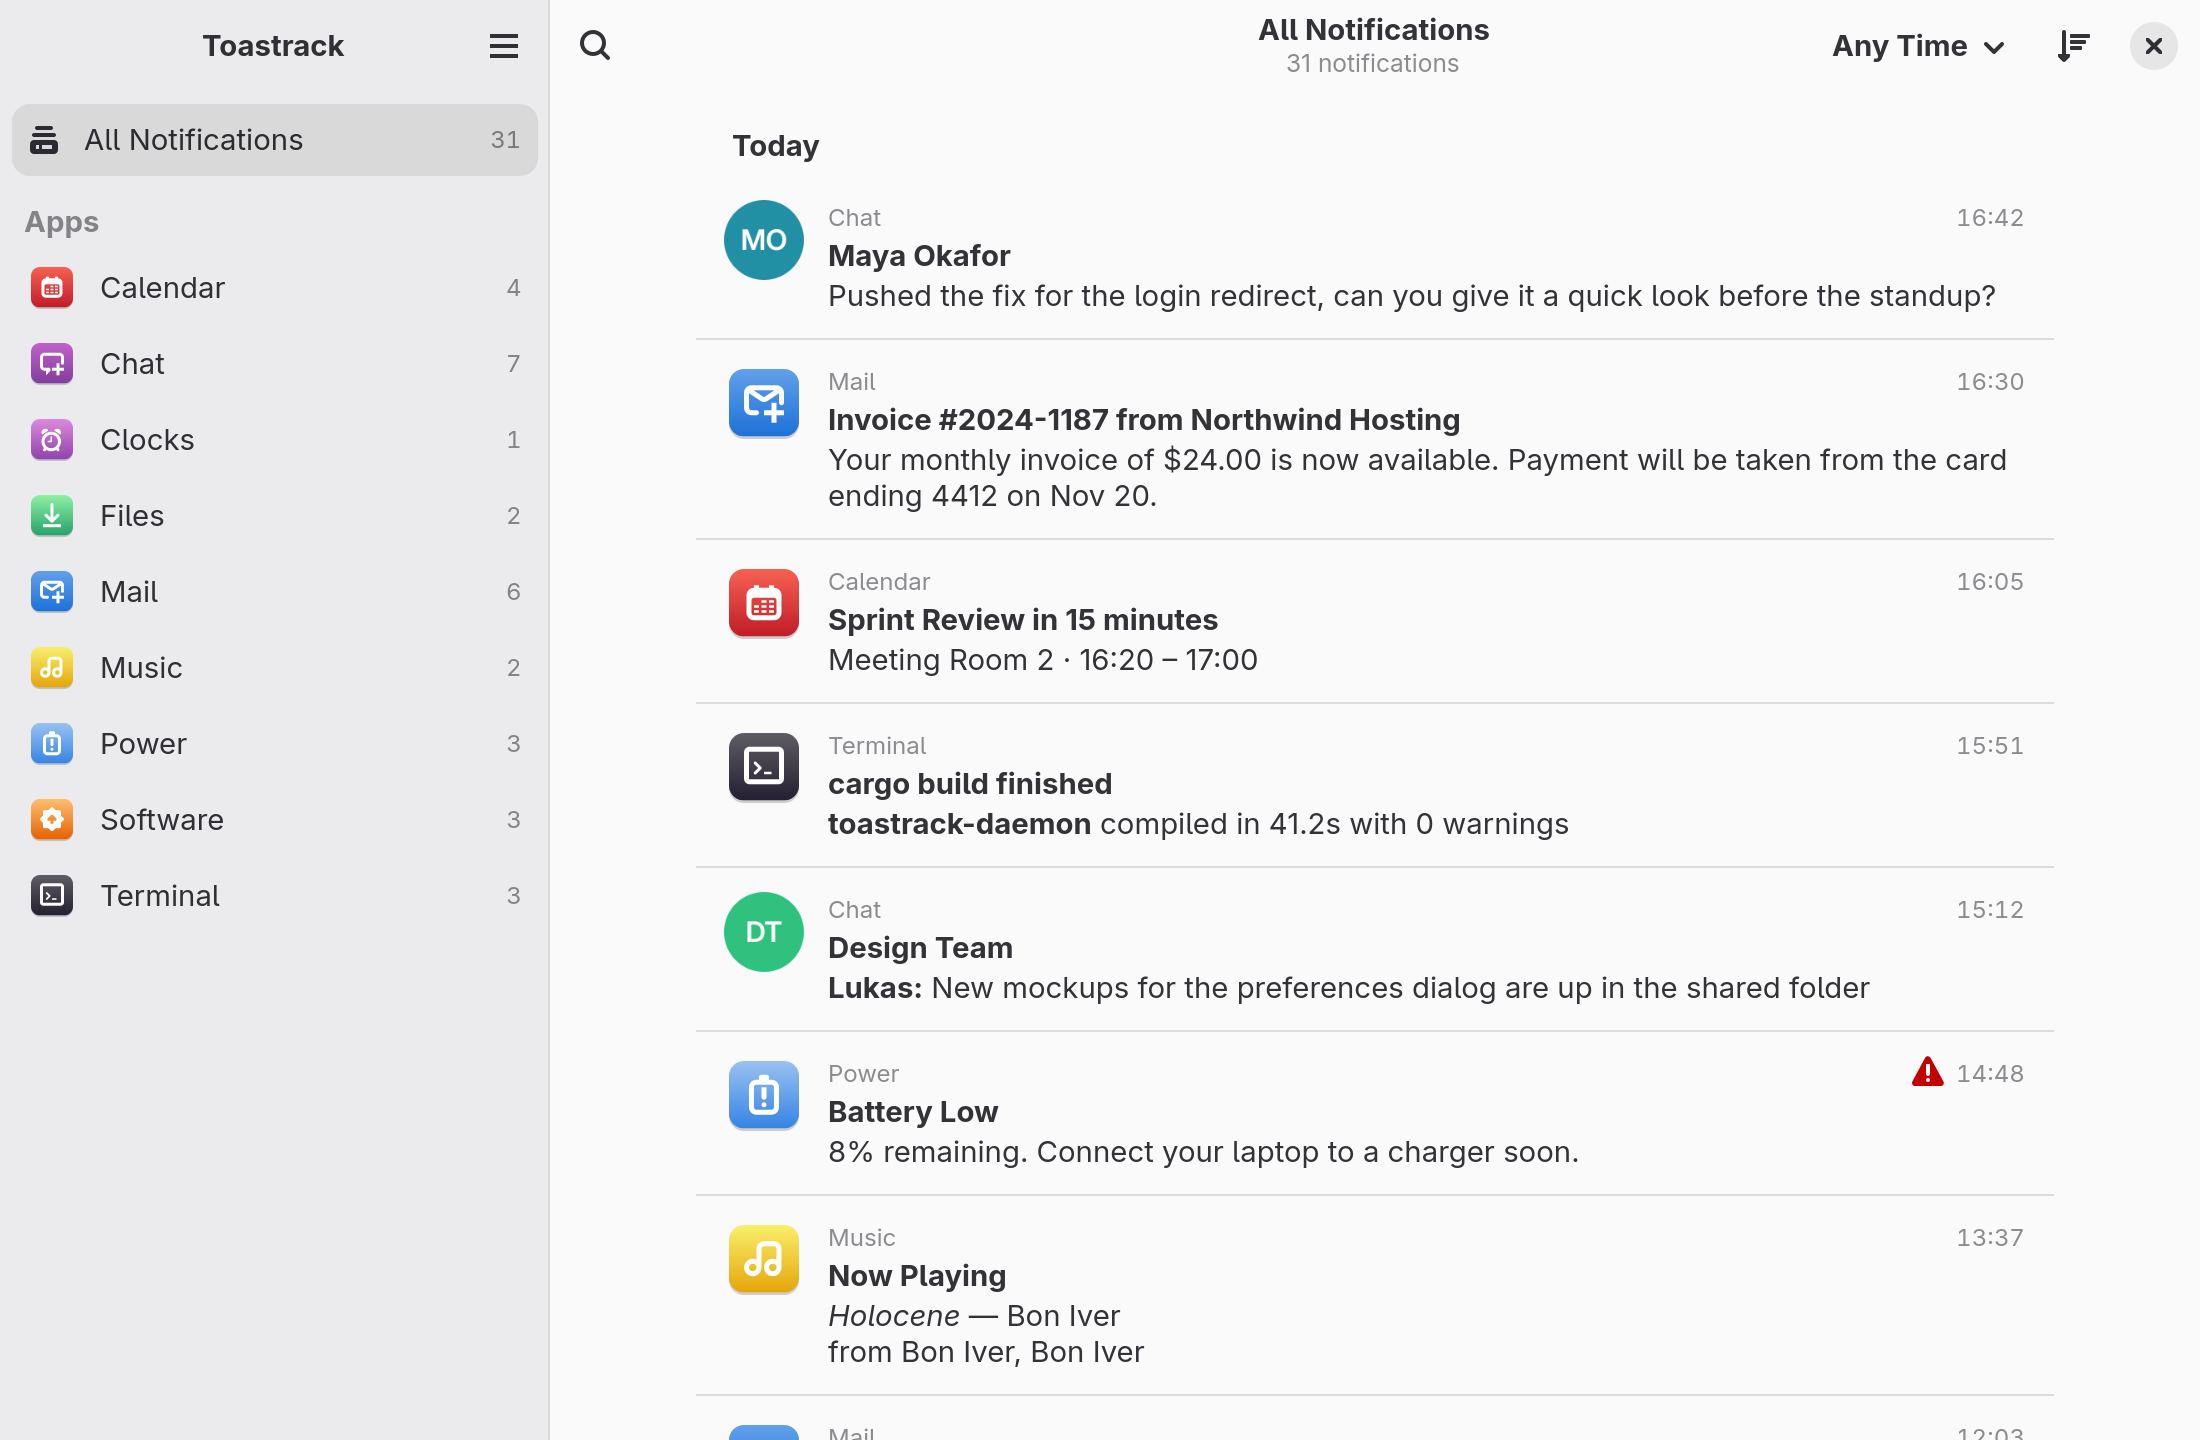 Toastrack
All Notifications 31
Apps
Calendar 4
Chat 7
Clocks 1
Files 2
Mail 6
Music 2
Power 3
Software 3
Terminal 3
All Notifications
31 notifications
Any Time
Today
MO
Chat 16:42
Maya Okafor
Pushed the fix for the login redirect, can you give it a quick look before the standup?
Mail 16:30
Invoice #2024-1187 from Northwind Hosting
Your monthly invoice of $24.00 is now available. Payment will be taken from the card
ending 4412 on Nov 20.
Calendar 16:05
Sprint Review in 15 minutes
Meeting Room 2 · 16:20 – 17:00
Terminal 15:51
cargo build finished
toastrack-daemon compiled in 41.2s with 0 warnings
DT
Chat 15:12
Design Team
Lukas: New mockups for the preferences dialog are up in the shared folder
Power 14:48
Battery Low
8% remaining. Connect your laptop to a charger soon.
Music 13:37
Now Playing
Holocene — Bon Iver
from Bon Iver, Bon Iver
Mail 12:03